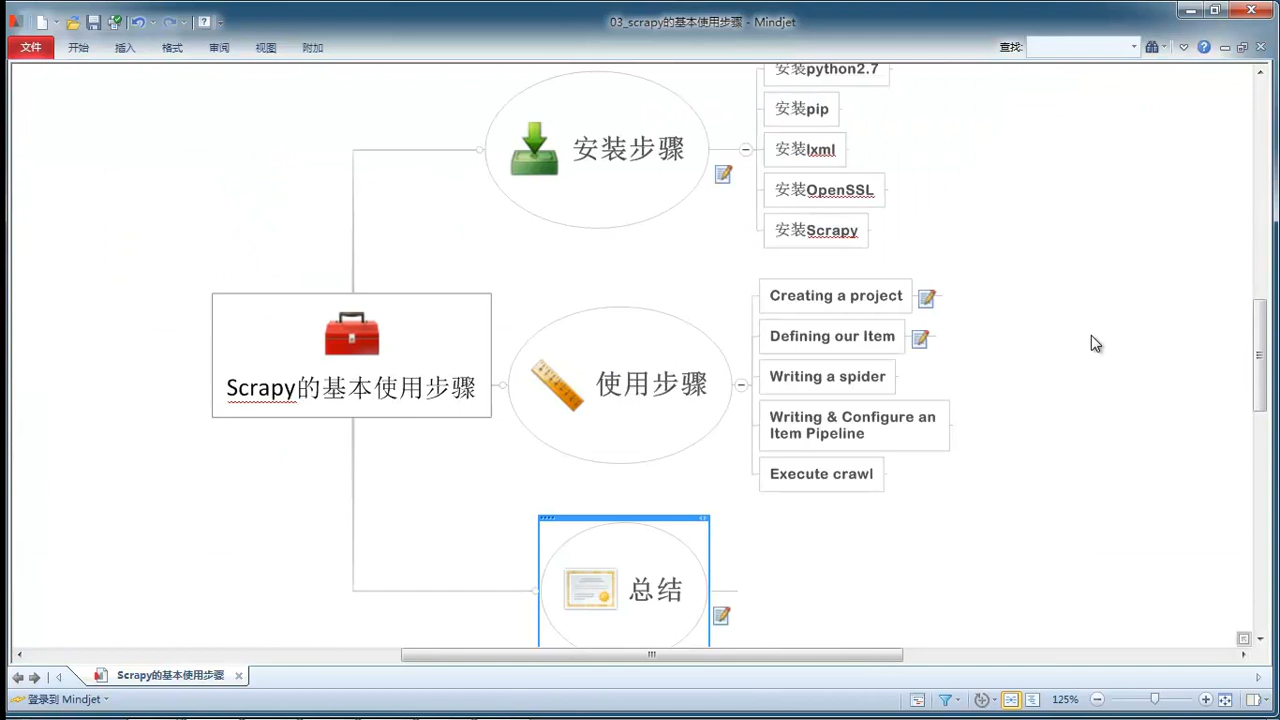 03_scrapy的基本使用步骤 - Mindjet
文件 开始 插入 格式 审阅 视图 附加 查找:
安装python2.7
安装pip
安装步骤
安装lxml
安装OpenSSL
安装Scrapy
Creating a project
Defining our Item
Writing a spider
使用步骤
Scrapy的基本使用步骤
Writing & Configure an
Item Pipeline
Execute crawl
总结
Scrapy的基本使用步骤
登录到 Mindjet
125%